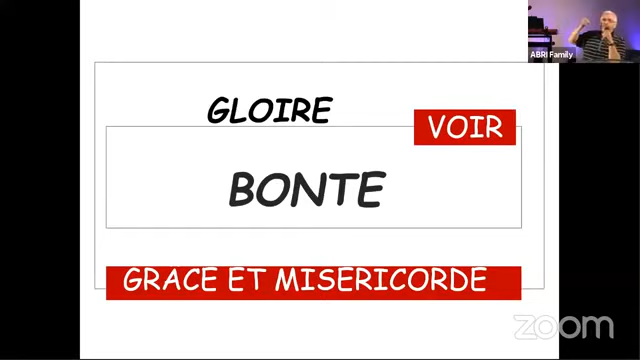 ABRI Family
GLOIRE
VOIR
BONTE
GRACE ET MISERICORDE
zoom